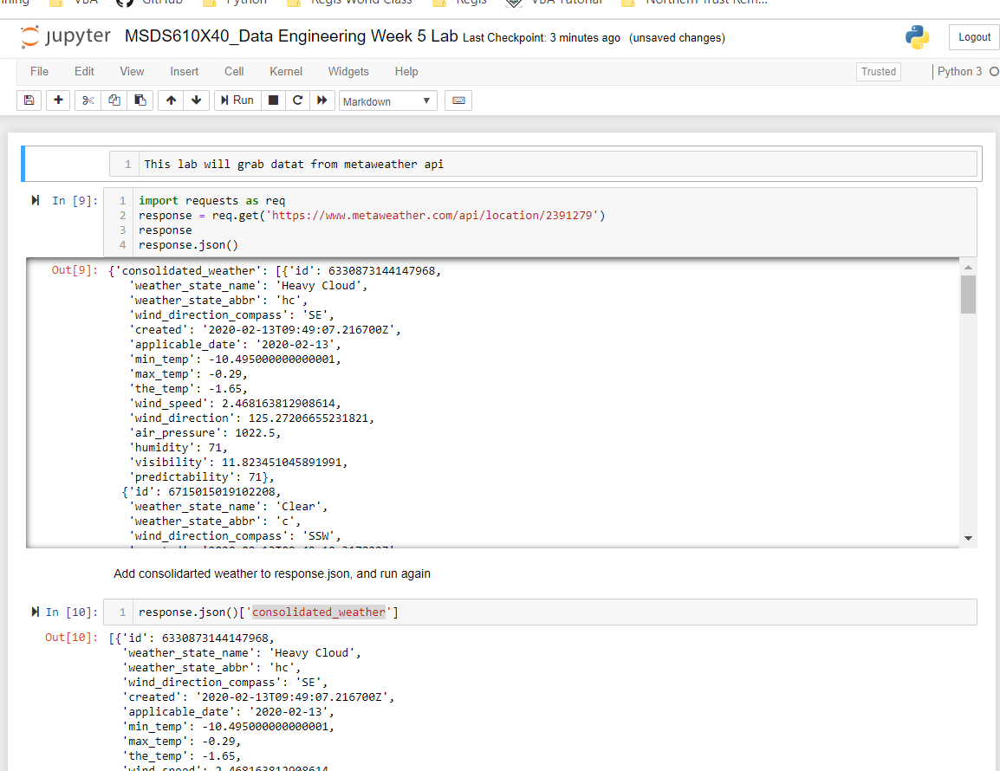 VBA GitHub Python Regis World Class Regis VBA Tutorial Northern Trust Rem...
jupyter MSDS610X40_Data Engineering Week 5 Lab Last Checkpoint: 3 minutes ago (unsaved changes) Logout
File Edit View Insert Cell Kernel Widgets Help Trusted Python 3
Run Markdown
1 This lab will grab datat from metaweather api
In [9]: 1 import requests as req
2 response = req.get('https://www.metaweather.com/api/location/2391279')
3 response
4 response.json()
Out[9]: {'consolidated_weather': [{'id': 6330873144147968,
'weather_state_name': 'Heavy Cloud',
'weather_state_abbr': 'hc',
'wind_direction_compass': 'SE',
'created': '2020-02-13T09:49:07.216700Z',
'applicable_date': '2020-02-13',
'min_temp': -10.495000000000001,
'max_temp': -0.29,
'the_temp': -1.65,
'wind_speed': 2.468163812908614,
'wind_direction': 125.27206655231821,
'air_pressure': 1022.5,
'humidity': 71,
'visibility': 11.823451045891991,
'predictability': 71},
{'id': 6715015019102208,
'weather_state_name': 'Clear',
'weather_state_abbr': 'c',
'wind_direction_compass': 'SSW',
Add consolidarted weather to response.json, and run again
In [10]: 1 response.json()['consolidated_weather']
Out[10]: [{'id': 6330873144147968,
'weather_state_name': 'Heavy Cloud',
'weather_state_abbr': 'hc',
'wind_direction_compass': 'SE',
'created': '2020-02-13T09:49:07.216700Z',
'applicable_date': '2020-02-13',
'min_temp': -10.495000000000001,
'max_temp': -0.29,
'the_temp': -1.65,
'wind_speed': 2.468163812908614